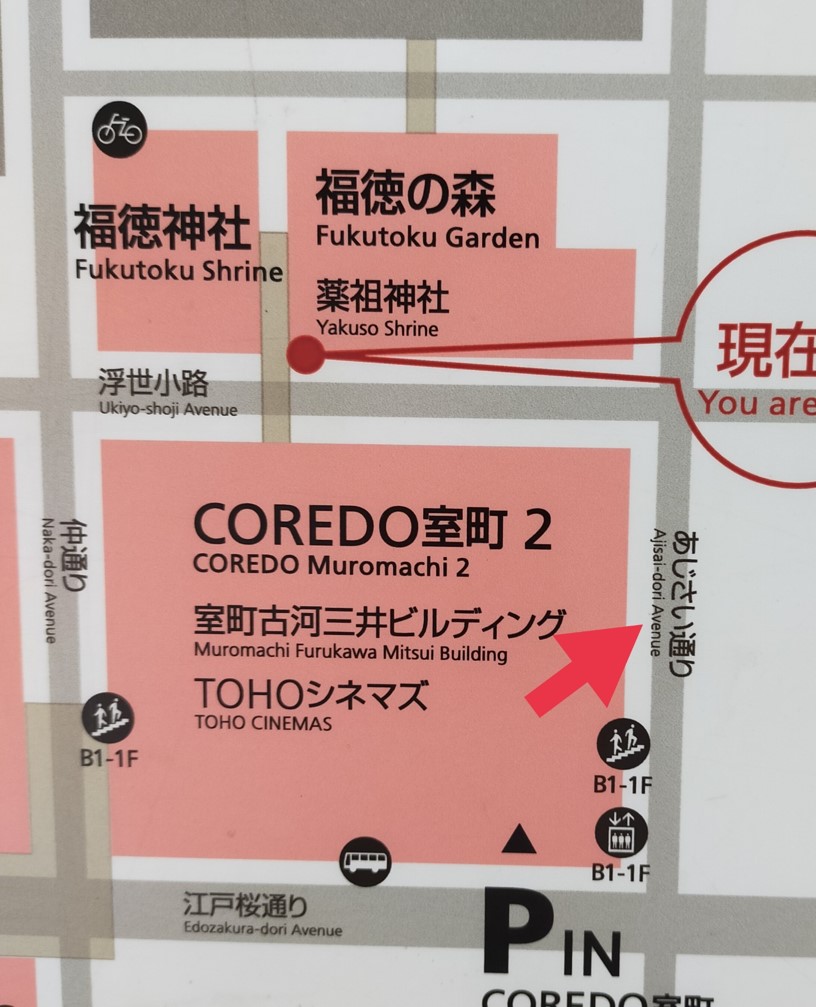 福徳神社
Fukutoku Shrine
福徳の森
Fukutoku Garden
薬祖神社
Yakuso Shrine
現在
You are
浮世小路
Ukiyo-shoji Avenue
COREDO室町 2
COREDO Muromachi 2
室町古河三井ビルディング
Muromachi Furukawa Mitsui Building
TOHOシネマズ
TOHO CINEMAS
仲通り
Naka-dori Avenue
あじさい通り
Ajisai-dori Avenue
B1-1F
B1-1F
B1-1F
江戸桜通り
Edozakura-dori Avenue
P IN
COREDO室町